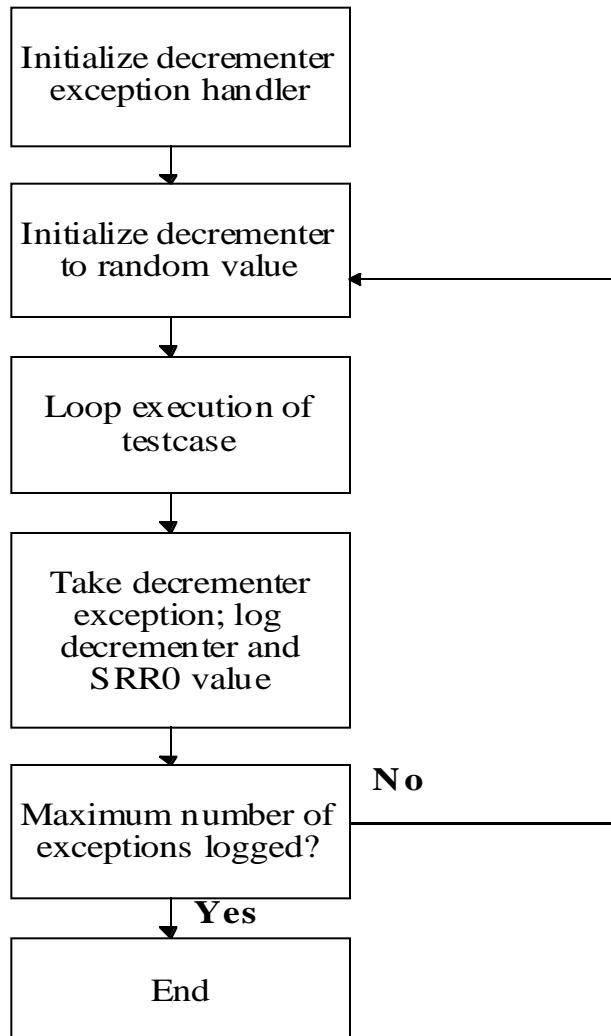 Initialize decrementer
exception handler
Initialize decrementer
to random value
Loop execution of
testcase
Take decrementer
exception; log
decrementer and
SRR0 value
No
Maximum number of
exceptions logged?
Yes
End